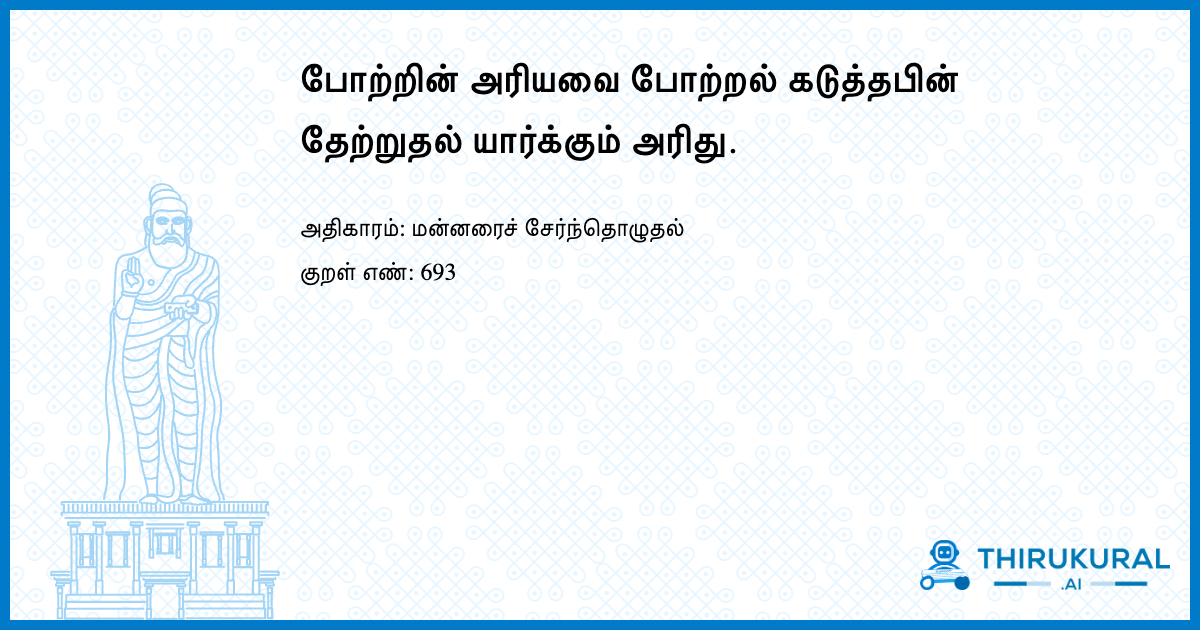 போற்றின் அரியவை போற்றல் கடுத்தபின்
தேற்றுதல் யார்க்கும் அரிது.
அதிகாரம்: மன்னரைச் சேர்ந்தொழுதல்
குறள் எண்: 693
THIRUKURAL
.AI